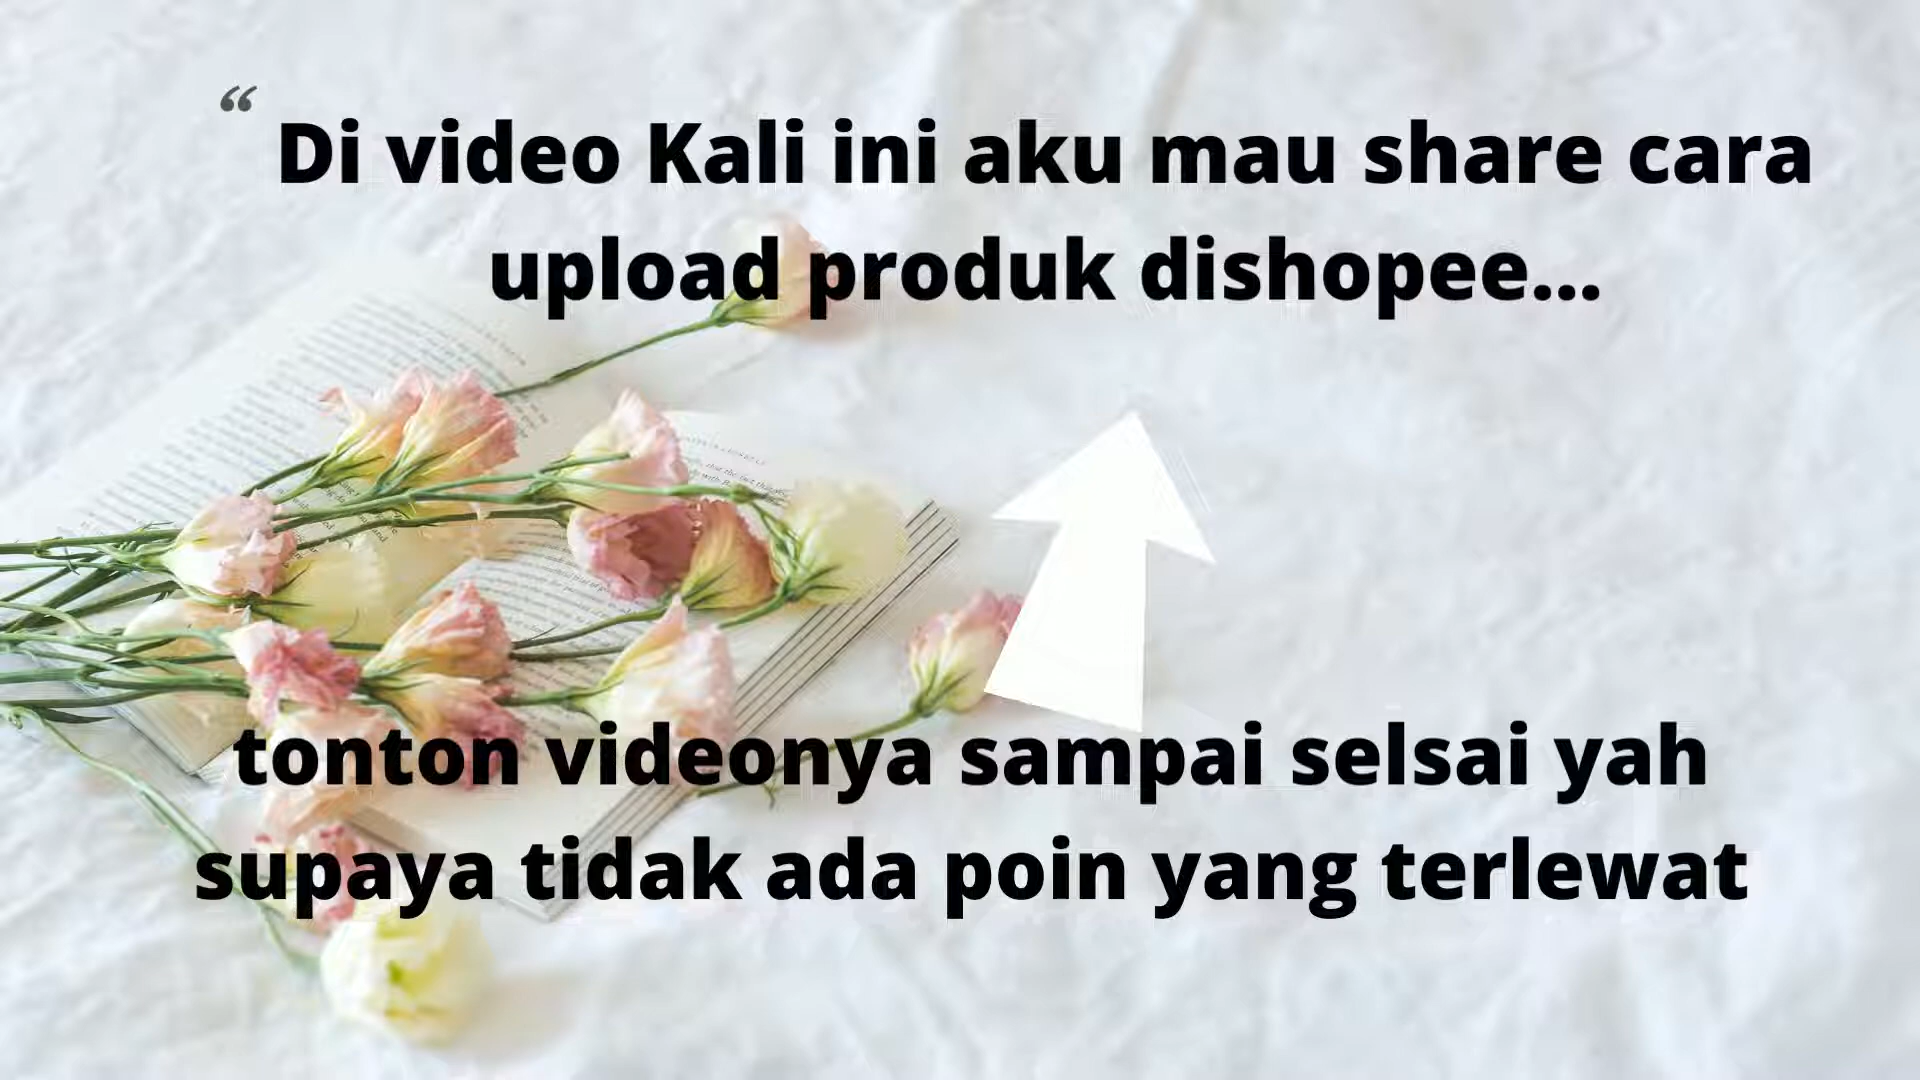 “ Di video Kali ini aku mau share cara
upload produk dishopee...
tonton videonya sampai selsai yah
supaya tidak ada poin yang terlewat